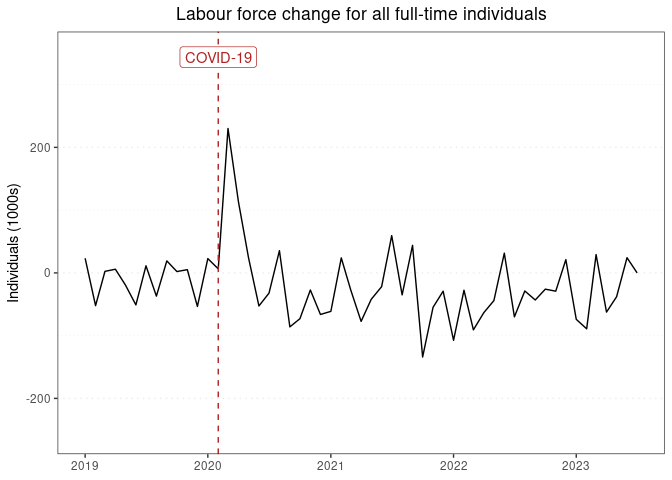 Labour force change for all full-time individuals
COVID-19
Individuals (1000s)
200
0
-200
2019 2020 2021 2022 2023